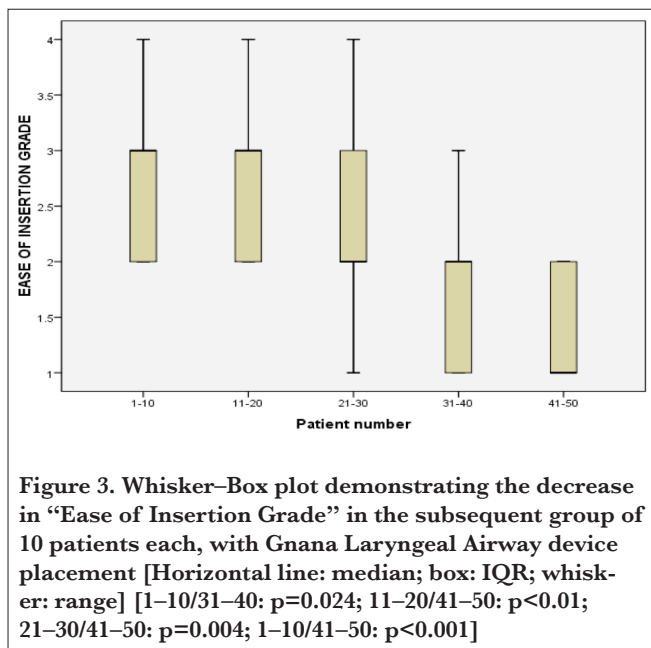 4
3.5
3
2.5
2
1.5
1
EASE OF INSERTION GRADE
1-10 11-20 21-30 31-40 41-50
Patient number
Figure 3. Whisker–Box plot demonstrating the decrease
in “Ease of Insertion Grade” in the subsequent group of
10 patients each, with Gnana Laryngeal Airway device
placement [Horizontal line: median; box: IQR; whisk-
er: range] [1–10/31–40: p=0.024; 11–20/41–50: p<0.01;
21–30/41–50: p=0.004; 1–10/41–50: p<0.001]